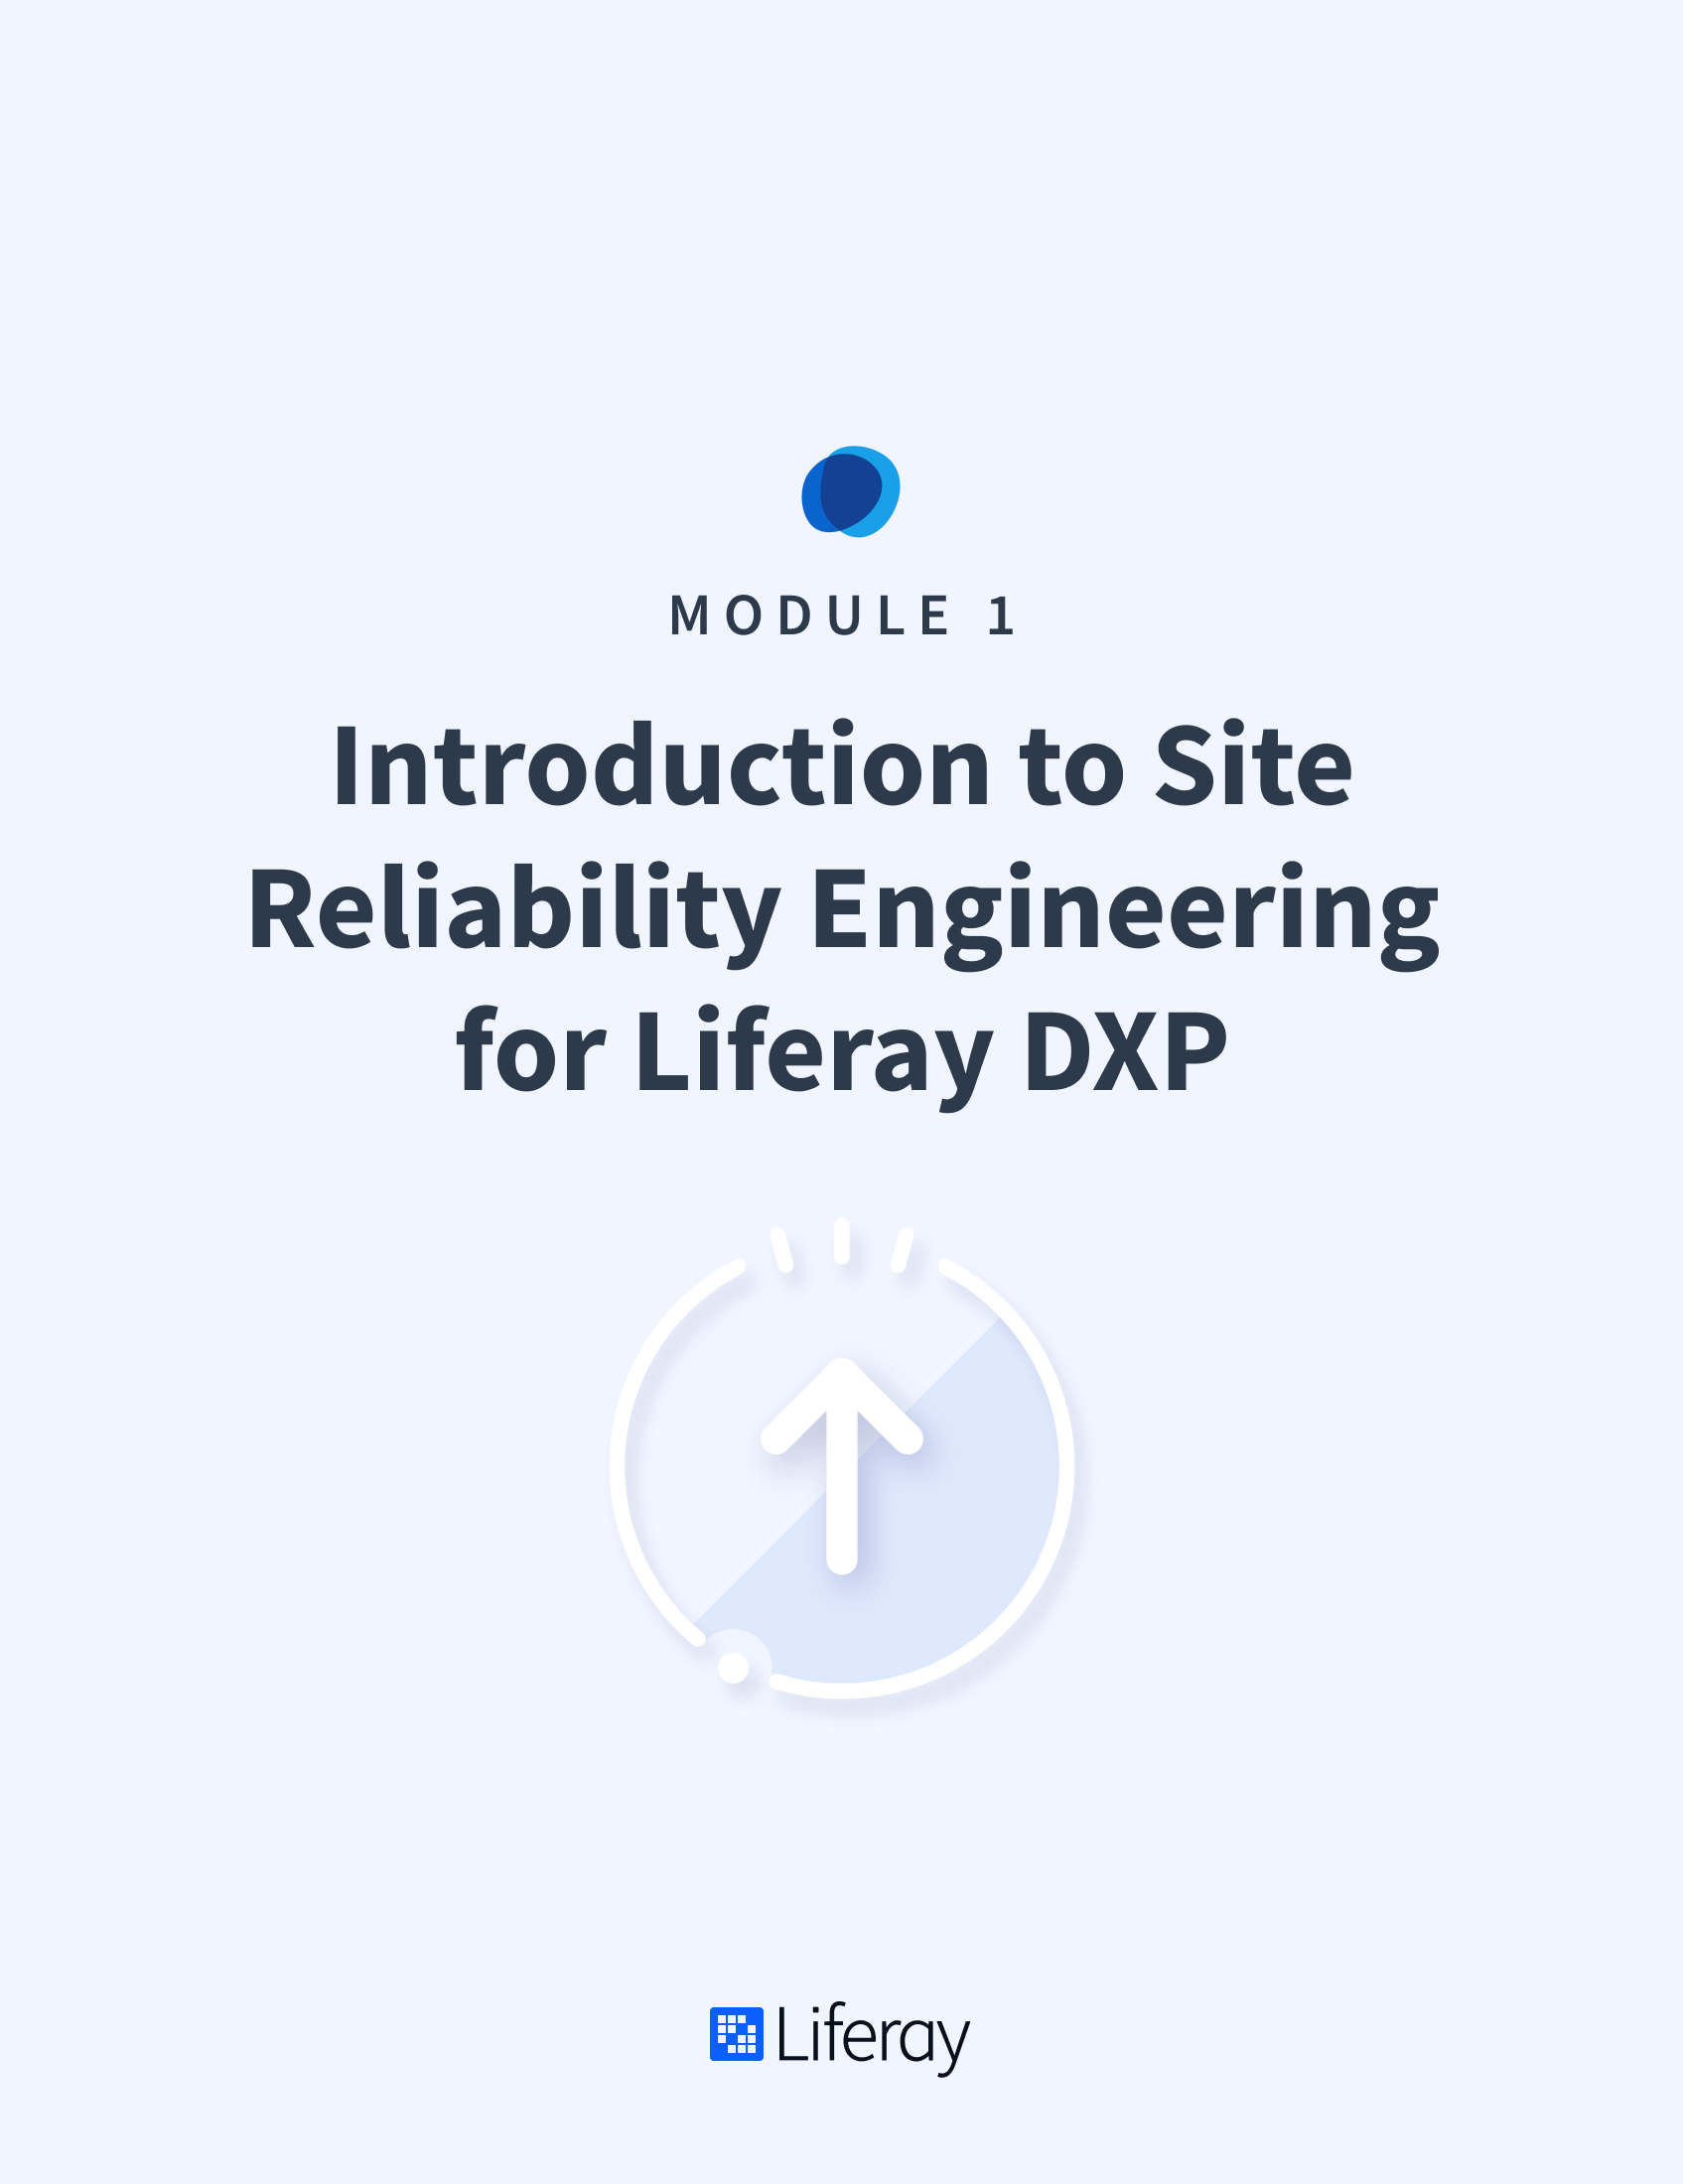 MODULE 1
Introduction to Site
Reliability Engineering
for Liferay DXP
Liferay